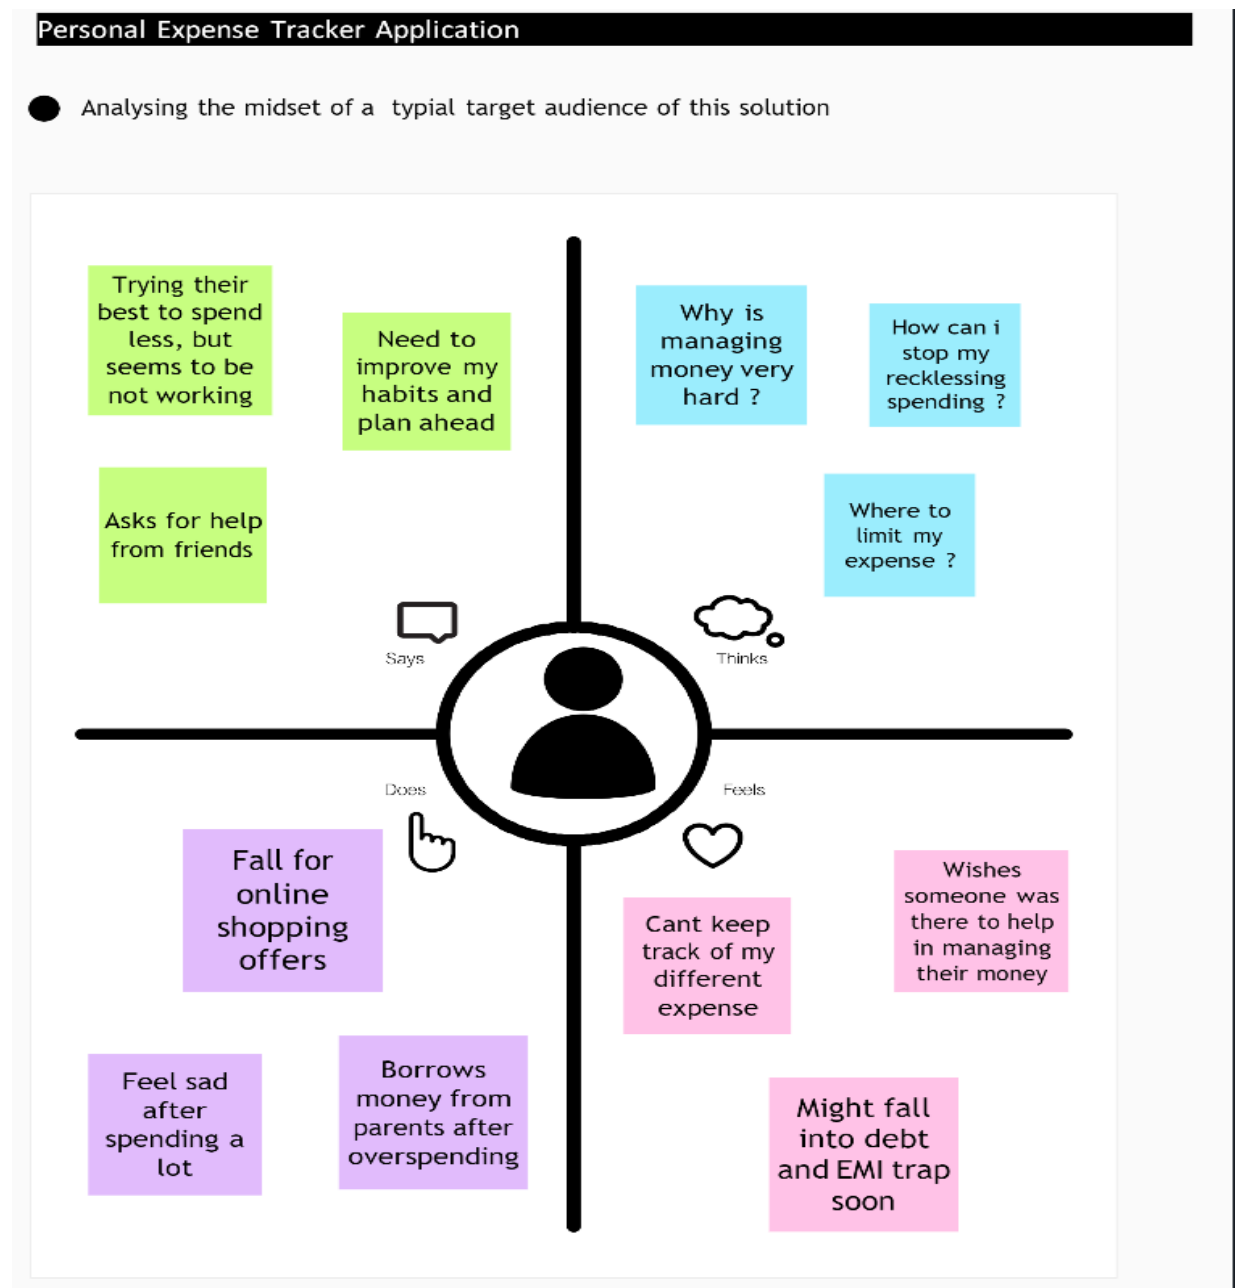 Personal Expense Tracker Application
Analysing the midset of a typial target audience of this solution
Trying their
best to spend
less, but
seems to be
not working
Need to
improve my
habits and
plan ahead
Asks for help
from friends
Says
Why is
managing
money very
hard ?
How can i
stop my
recklessing
spending ?
Where to
limit my
expense ?
Thinks
Does
Fall for
online
shopping
offers
Feel sad
after
spending a
lot
Borrows
money from
parents after
overspending
Feels
Cant keep
track of my
different
expense
Wishes
someone was
there to help
in managing
their money
Might fall
into debt
and EMI trap
soon